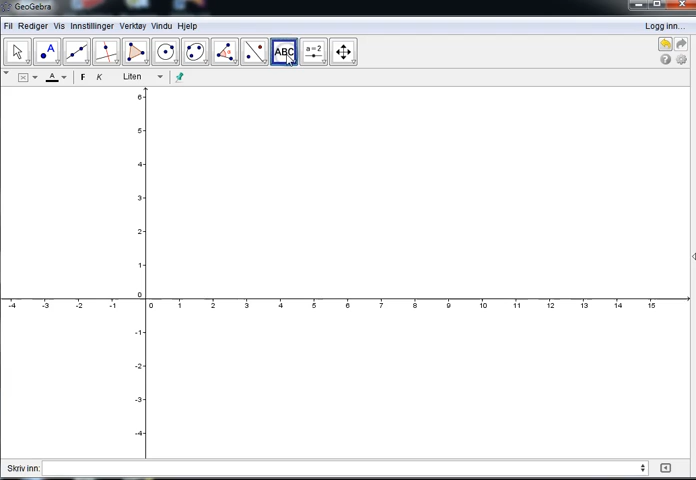 GeoGebra
Fil Rediger Vis Innstillinger Verktøy Vindu Hjelp Logg inn...
A ABC a=2
A F K Liten
6
5
4
3
2
1
0
-4 -3 -2 -1 0 1 2 3 4 5 6 7 8 9 10 11 12 13 14 15
-1
-2
-3
-4
Skriv inn: